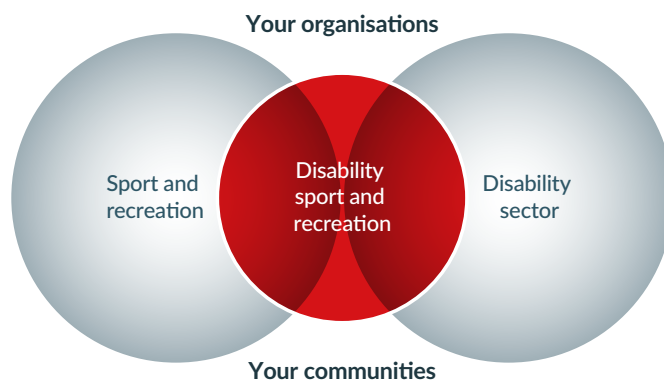 Your organisations
Sport and
recreation
Disability
sport and
recreation
Disability
sector
Your communities